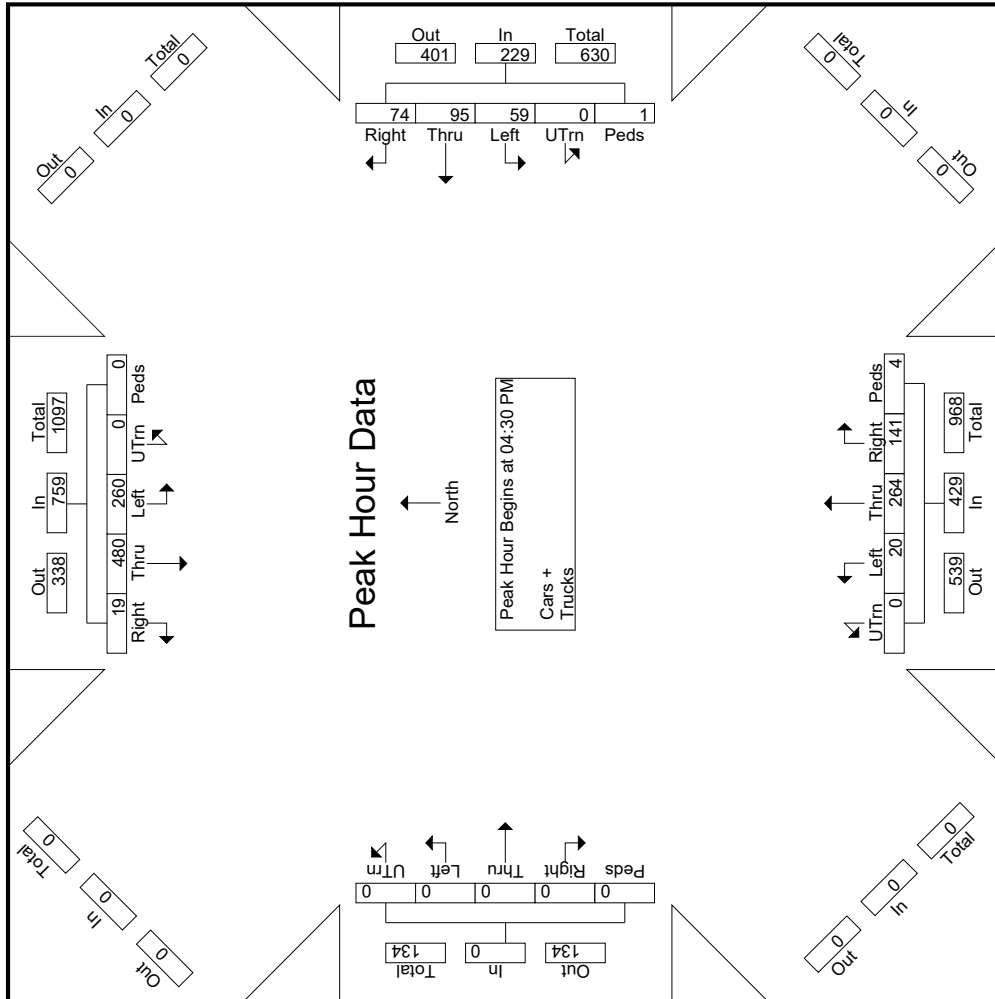 Out In Total
401 229 630
74 95 59 0 1
Right Thru Left UTrn Peds
Total
0
In
0
Out
0
Total
0
In
0
Out
0
Out In Total
338 759 1097
19 480 260 0 0
Right Thru Left UTrn Peds
Peak Hour Data
North
Peak Hour Begins at 04:30 PM
Cars +
Trucks
UTrn Left Thru Right Peds
0 20 264 141 4
539 429 968
Out In Total
Total
0
In
0
Out
0
UTrn Left Thru Right Peds
0 0 0 0 0
134 0 134
Total In Out
Out
0
In
0
Total
0